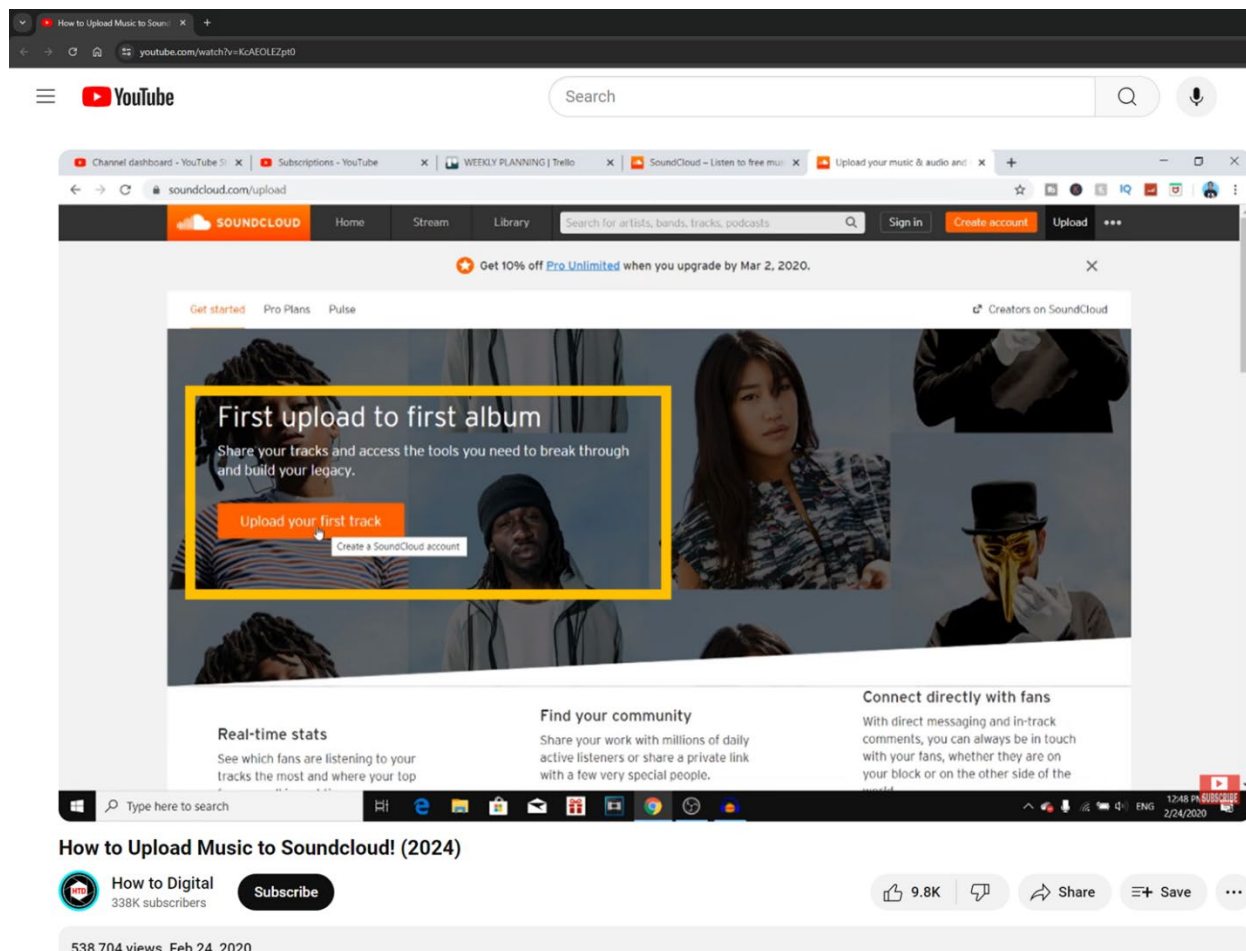 How to Upload Music to Sound
youtube.com/watch?v=KcAEOLEZpt0
YouTube
Search
Channel dashboard - YouTube St
Subscriptions - YouTube
WEEKLY PLANNING | Trello
SoundCloud – Listen to free mus
Upload your music & audio and
soundcloud.com/upload
IQ
SOUNDCLOUD
Home
Stream
Library
Search for artists, bands, tracks, podcasts
Sign in
Create account
Upload
Get 10% off Pro Unlimited when you upgrade by Mar 2, 2020.
Get started
Pro Plans
Pulse
Creators on SoundCloud
First upload to first album
Share your tracks and access the tools you need to break through
and build your legacy.
Upload your first track
Create a SoundCloud account
Real-time stats
See which fans are listening to your
tracks the most and where your top
Find your community
Share your work with millions of daily
active listeners or share a private link
with a few very special people.
Connect directly with fans
With direct messaging and in-track
comments, you can always be in touch
with your fans, whether they are on
your block or on the other side of the
world
Type here to search
ENG
12:48 PM
2/24/2020
SUBSCRIBE
How to Upload Music to Soundcloud! (2024)
HTD
How to Digital
338K subscribers
Subscribe
9.8K
Share
Save
538,704 views Feb 24, 2020